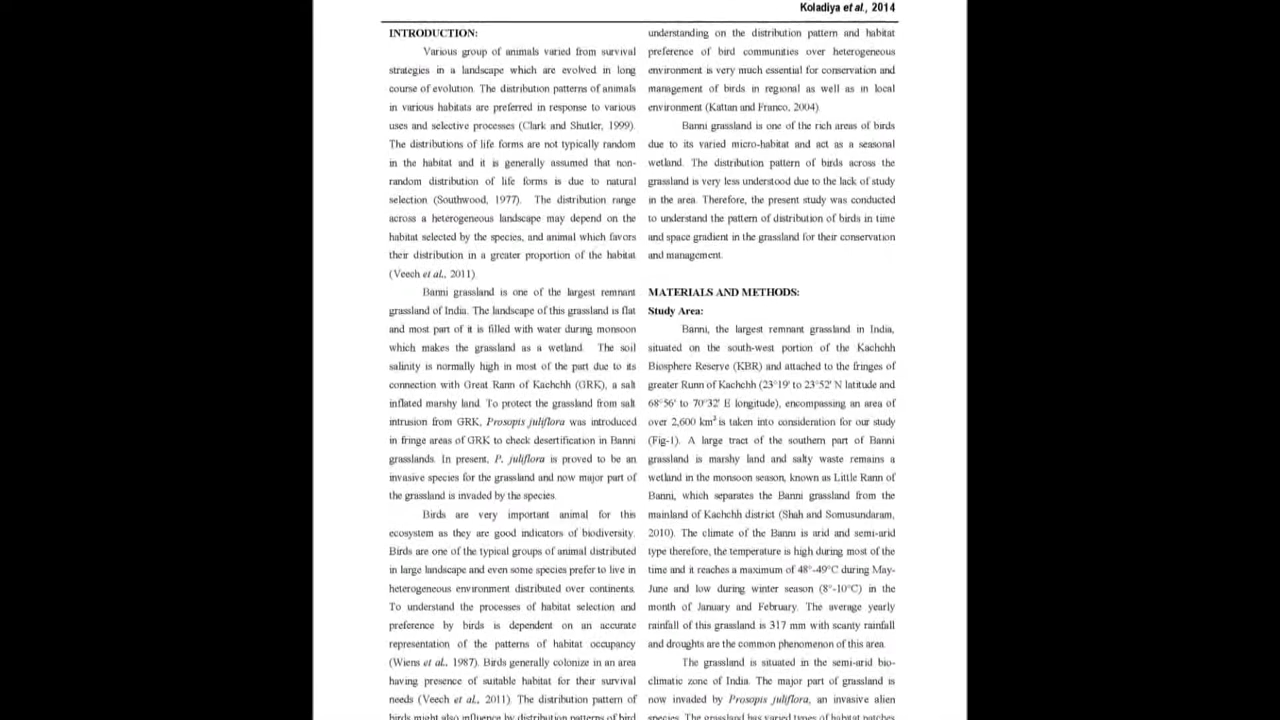 Koladiya et al., 2014
INTRODUCTION:
Various group of animals varied from survival
strategies in a landscape which are evolved in long
course of evolution. The distribution patterns of animals
in various habitats are preferred in response to various
uses and selective processes (Clark and Shutler, 1999).
The distributions of life forms are not typically random
in the habitat and it is generally assumed that non-
random distribution of life forms is due to natural
selection (Southwood, 1977). The distribution range
across a heterogeneous landscape may depend on the
habitat selected by the species, and animal which favors
their distribution in a greater proportion of the habitat
(Veech et al., 2011).
Banni grassland is one of the largest remnant
grassland of India. The landscape of this grassland is flat
and most part of it is filled with water during monsoon
which makes the grassland as a wetland. The soil
salinity is normally high in most of the part due to its
connection with Great Rann of Kachchh (GRK), a salt
inflated marshy land. To protect the grassland from salt
intrusion from GRK, Prosopis juliflora was introduced
in fringe areas of GRK to check desertification in Banni
grasslands. In present, P. juliflora is proved to be an
invasive species for the grassland and now major part of
the grassland is invaded by the species.
Birds are very important animal for this
ecosystem as they are good indicators of biodiversity.
Birds are one of the typical groups of animal distributed
in large landscape and even some species prefer to live in
heterogeneous environment distributed over continents.
To understand the processes of habitat selection and
preference by birds is dependent on an accurate
representation of the patterns of habitat occupancy
(Wiens et al., 1987). Birds generally colonize in an area
having presence of suitable habitat for their survival
needs (Veech et al., 2011). The distribution pattern of
birds might also influence by distribution patterns of bird
understanding on the distribution pattern and habitat
preference of bird communities over heterogeneous
environment is very much essential for conservation and
management of birds in regional as well as in local
environment (Kattan and Franco, 2004).
Banni grassland is one of the rich areas of birds
due to its varied micro-habitat and act as a seasonal
wetland. The distribution pattern of birds across the
grassland is very less understood due to the lack of study
in the area. Therefore, the present study was conducted
to understand the pattern of distribution of birds in time
and space gradient in the grassland for their conservation
and management.
MATERIALS AND METHODS:
Study Area:
Banni, the largest remnant grassland in India,
situated on the south-west portion of the Kachchh
Biosphere Reserve (KBR) and attached to the fringes of
greater Runn of Kachchh (23°19' to 23°52' N latitude and
68°56' to 70°32' E longitude), encompassing an area of
over 2,600 km² is taken into consideration for our study
(Fig-1). A large tract of the southern part of Banni
grassland is marshy land and salty waste remains a
wetland in the monsoon season, known as Little Rann of
Banni, which separates the Banni grassland from the
mainland of Kachchh district (Shah and Somusundaram,
2010). The climate of the Banni is arid and semi-arid
type therefore, the temperature is high during most of the
time and it reaches a maximum of 48°-49°C during May-
June and low during winter season (8°-10°C) in the
month of January and February. The average yearly
rainfall of this grassland is 317 mm with scanty rainfall
and droughts are the common phenomenon of this area.
The grassland is situated in the semi-arid bio-
climatic zone of India. The major part of grassland is
now invaded by Prosopis juliflora, an invasive alien
species. The grassland has varied types of habitat patches